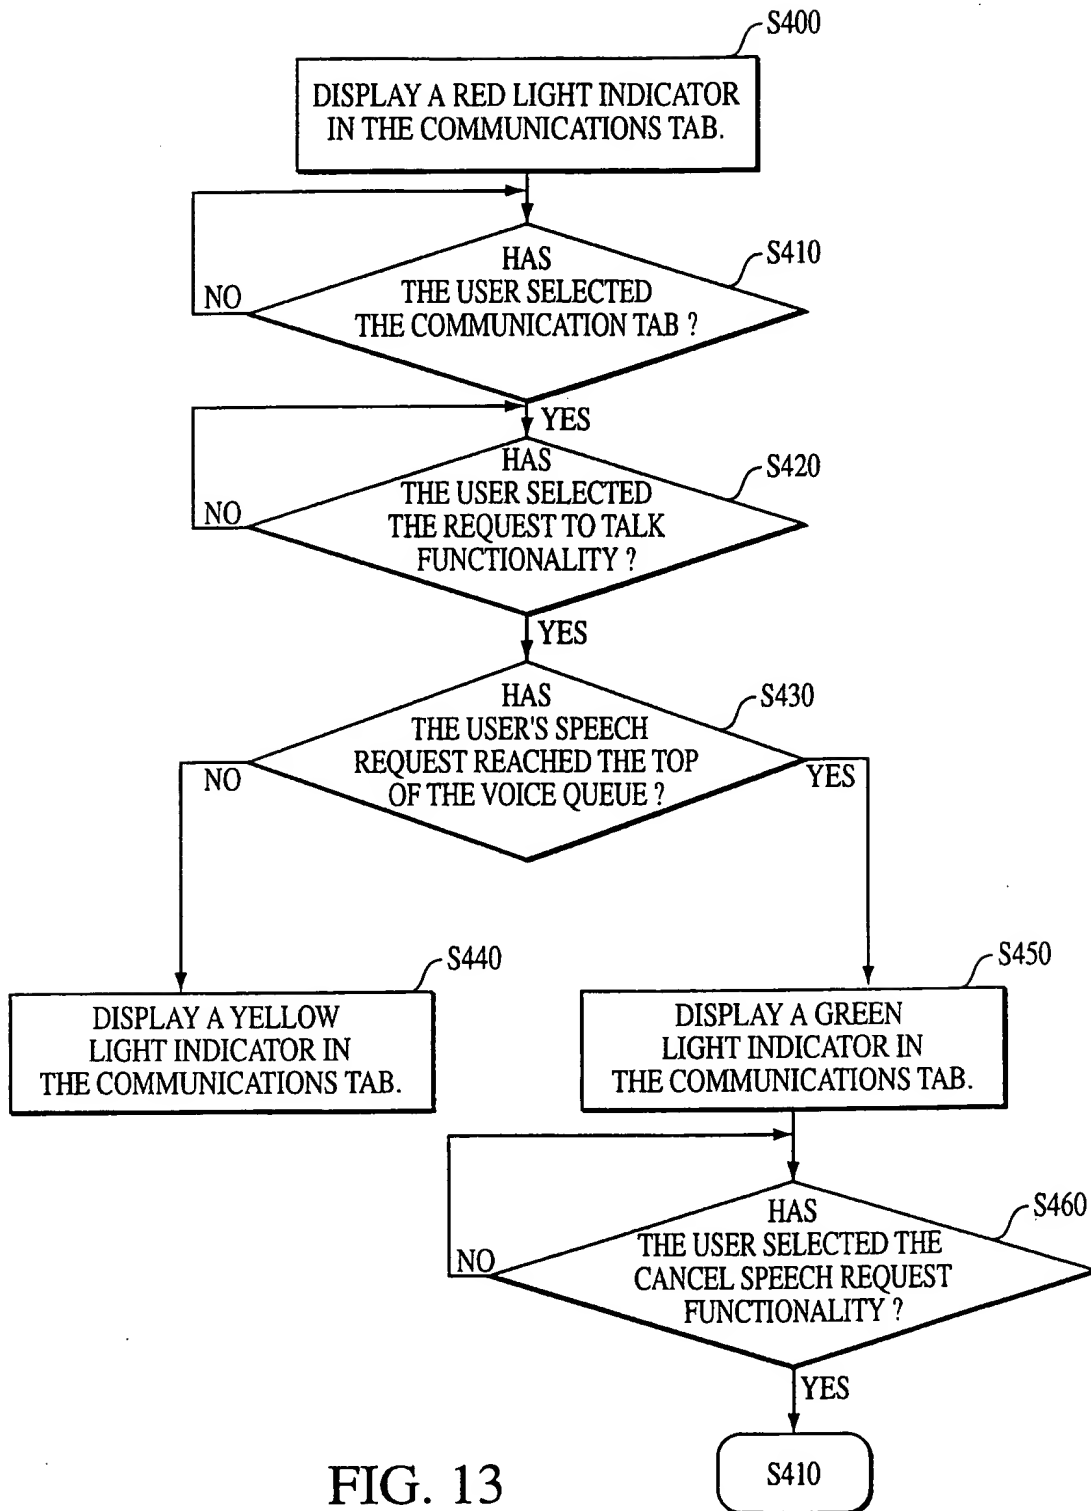 S400
DISPLAY A RED LIGHT INDICATOR
IN THE COMMUNICATIONS TAB.
S410
HAS
THE USER SELECTED
THE COMMUNICATION TAB ?
NO
YES
S420
HAS
THE USER SELECTED
THE REQUEST TO TALK
FUNCTIONALITY ?
NO
YES
S430
HAS
THE USER'S SPEECH
REQUEST REACHED THE TOP
OF THE VOICE QUEUE ?
NO
YES
S440
DISPLAY A YELLOW
LIGHT INDICATOR IN
THE COMMUNICATIONS TAB.
S450
DISPLAY A GREEN
LIGHT INDICATOR IN
THE COMMUNICATIONS TAB.
S460
HAS
THE USER SELECTED THE
CANCEL SPEECH REQUEST
FUNCTIONALITY ?
NO
YES
S410
FIG. 13